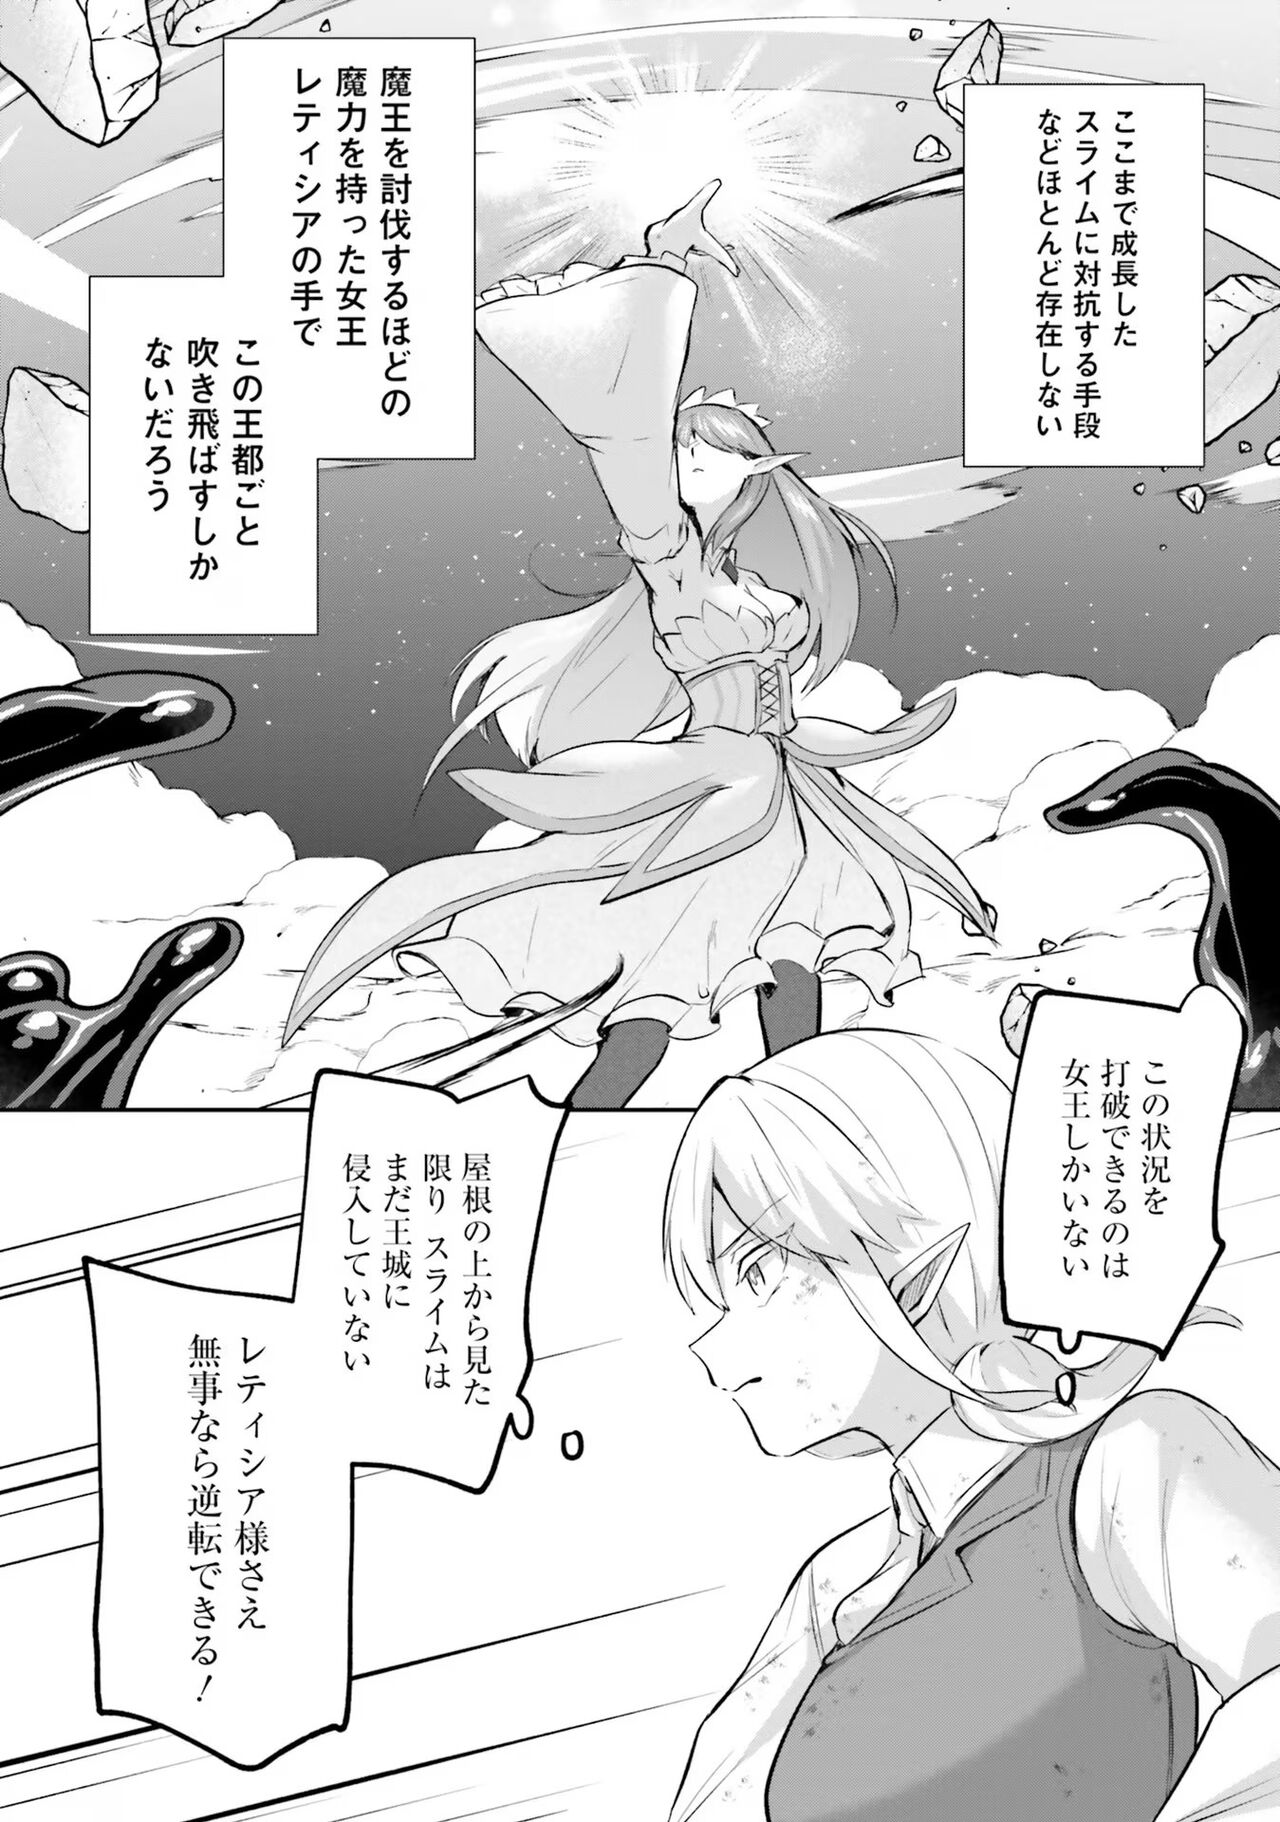 ここまで成長した
スライムに対抗する手段
などほとんど存在しない
魔王を討伐するほどの
魔力を持った女王
レティシアの手で
この王都ごと
吹き飛ばすしか
ないだろう
この状況を
打破できるのは
女王しかいない
屋根の上から見た
限り スライムは
まだ王城に
侵入していない
レティシア様さえ
無事なら逆転できる！